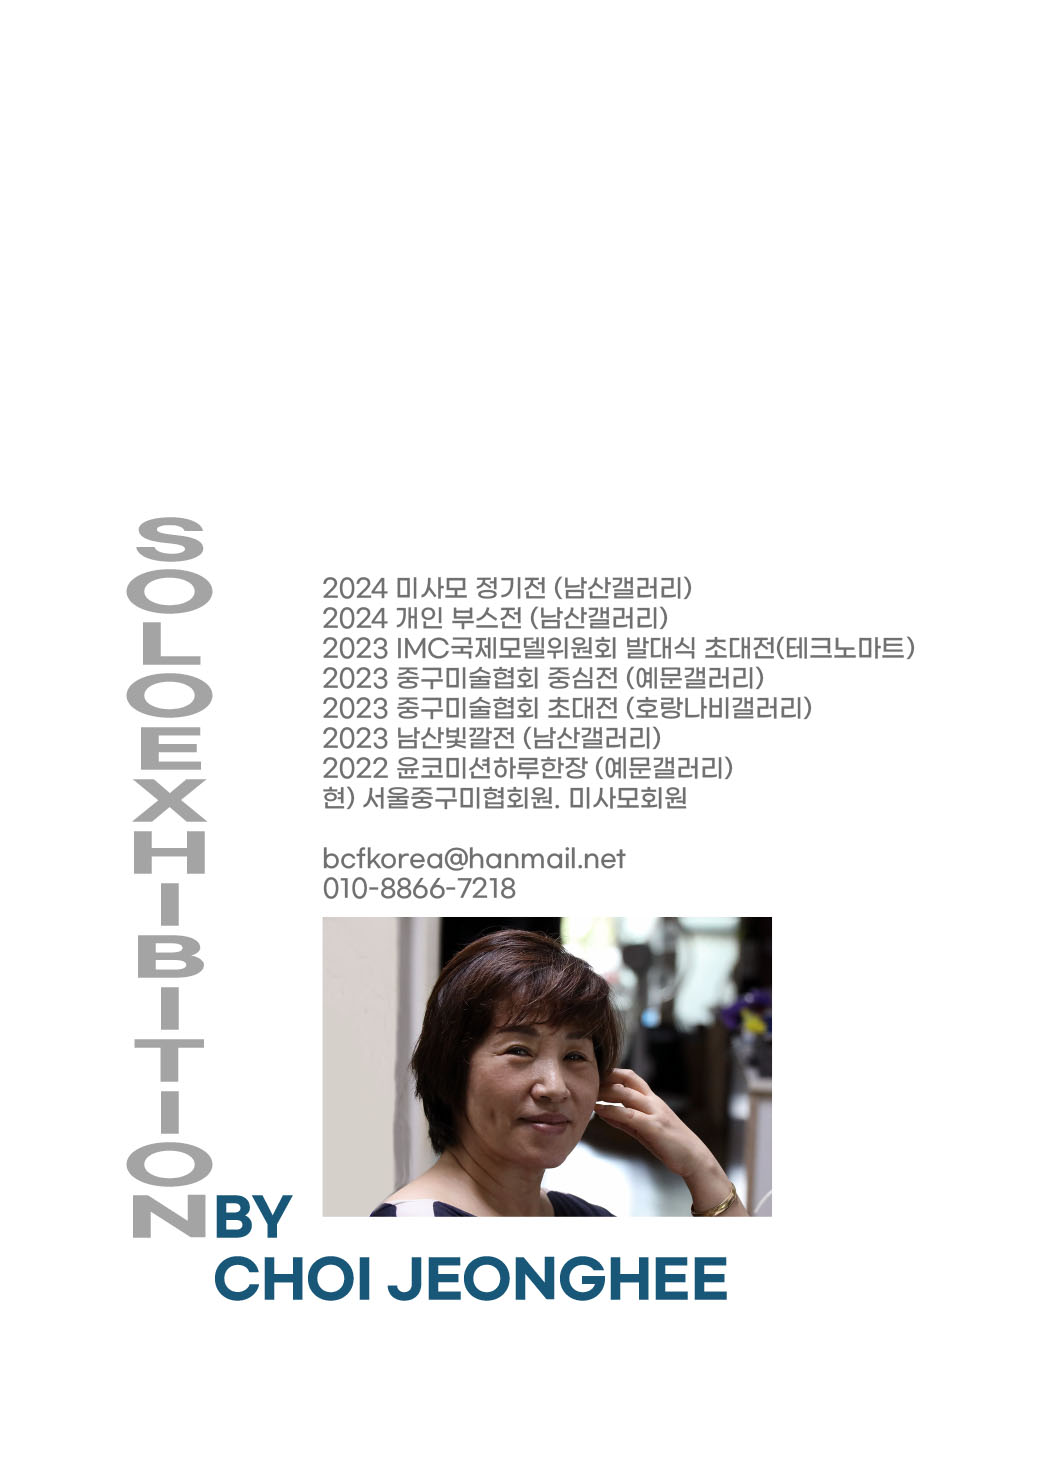 SOLO EXHIBITION
2024 미사모 정기전 (남산갤러리)
2024 개인 부스전 (남산갤러리)
2023 IMC국제모델위원회 발대식 초대전(테크노마트)
2023 중구미술협회 중심전 (예문갤러리)
2023 중구미술협회 초대전 (호랑나비갤러리)
2023 남산빛깔전 (남산갤러리)
2022 윤코미션하루한장 (예문갤러리)
현) 서울중구미협회원. 미사모회원
bcfkorea@hanmail.net
010-8866-7218
BY
CHOI JEONGHEE